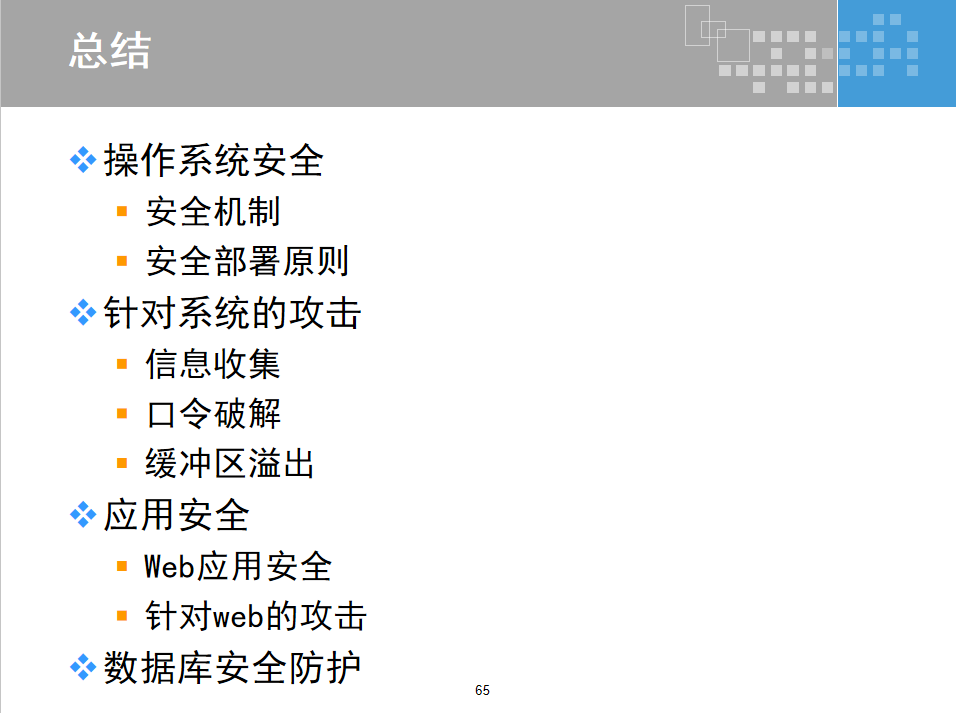 总结
操作系统安全
安全机制
安全部署原则
针对系统的攻击
信息收集
口令破解
缓冲区溢出
应用安全
Web应用安全
针对web的攻击
数据库安全防护
65